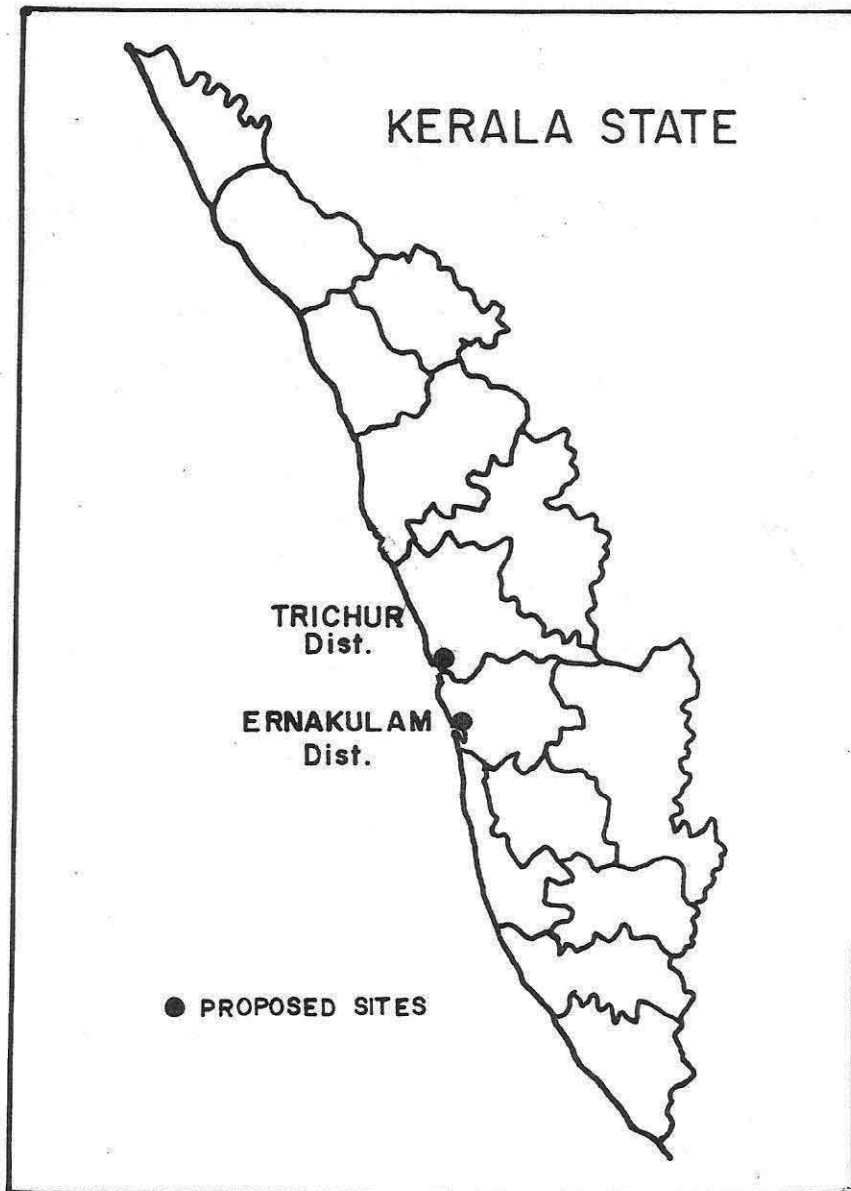 KERALA STATE
TRICHUR
Dist.
ERNAKULAM
Dist.
PROPOSED SITES